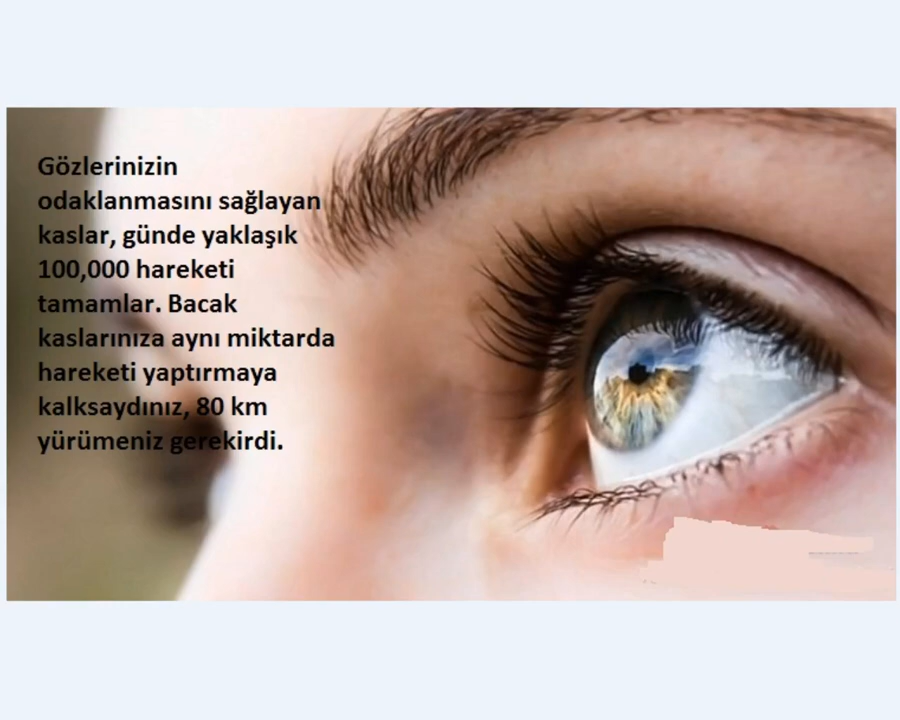 Gözlerinizin
odaklanmasını sağlayan
kaslar, günde yaklaşık
100,000 hareketi
tamamlar. Bacak
kaslarınıza aynı miktarda
hareketi yaptırmaya
kalksaydınız, 80 km
yürümeniz gerekirdi.